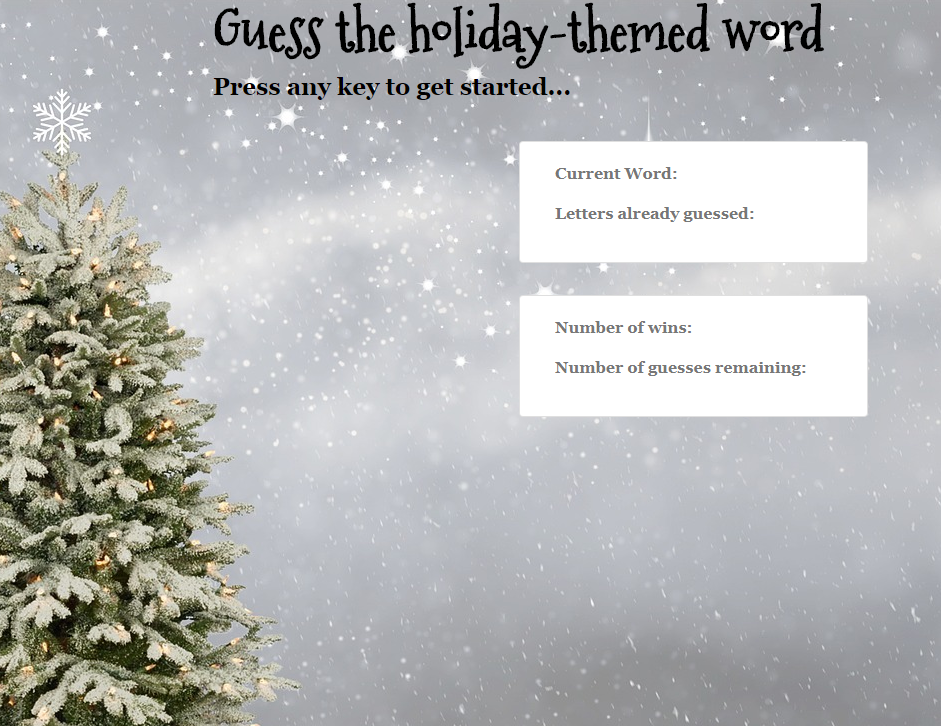 Guess the holiday-themed word
Press any key to get started...
Current Word:
Letters already guessed:
Number of wins:
Number of guesses remaining: